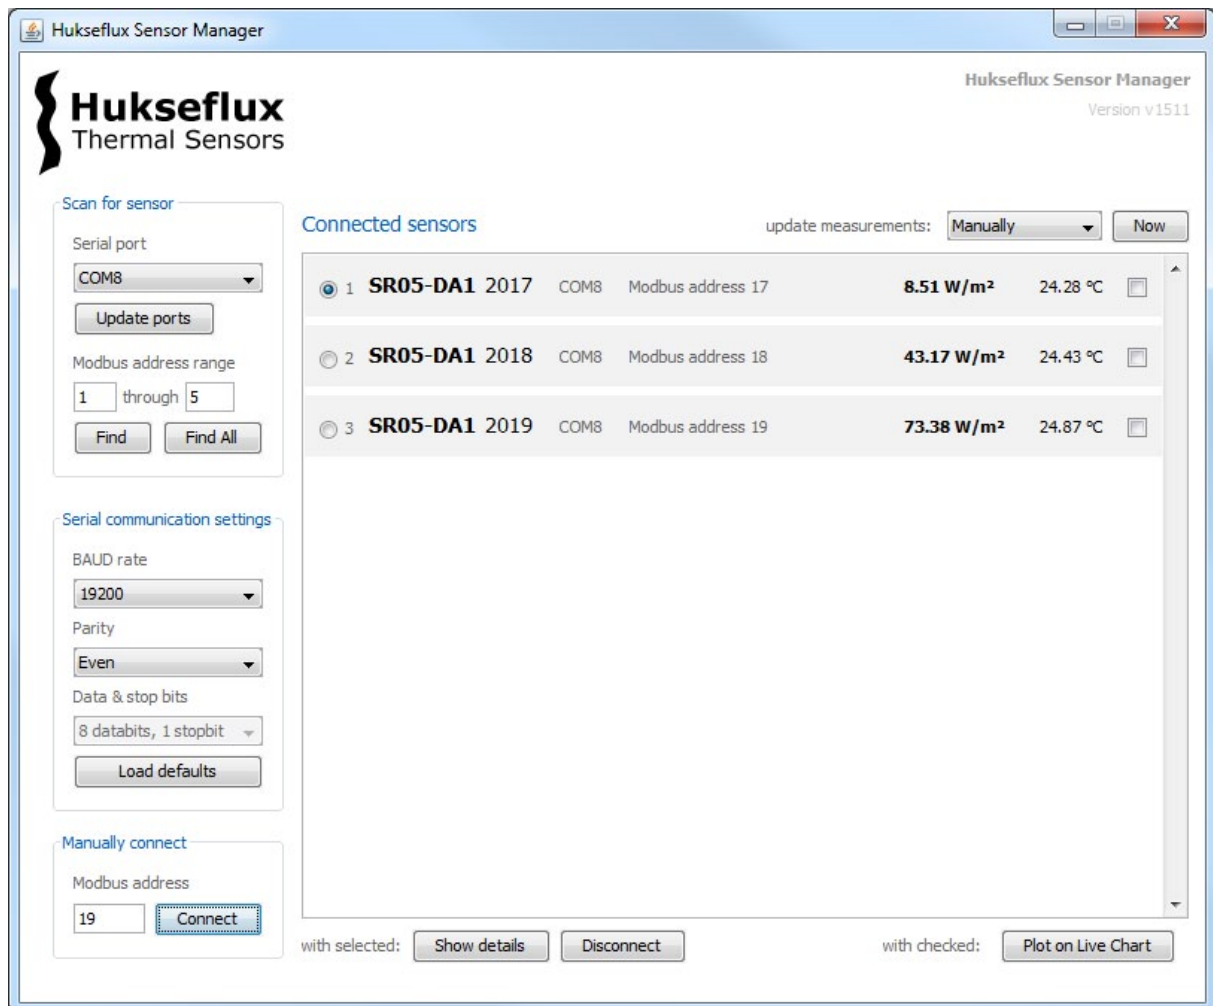 Hukseflux Sensor Manager
Hukseflux
Thermal Sensors
Hukseflux Sensor Manager
Version v1511
Scan for sensor
Serial port
COM8
Update ports
Modbus address range
1 through 5
Find Find All
Serial communication settings
BAUD rate
19200
Parity
Even
Data & stop bits
8 databits, 1 stopbit
Load defaults
Manually connect
Modbus address
19 Connect
Connected sensors update measurements: Manually Now
1 SR05-DA1 2017 COM8 Modbus address 17 8.51 W/m² 24.28 °C
2 SR05-DA1 2018 COM8 Modbus address 18 43.17 W/m² 24.43 °C
3 SR05-DA1 2019 COM8 Modbus address 19 73.38 W/m² 24.87 °C
with selected: Show details Disconnect with checked: Plot on Live Chart